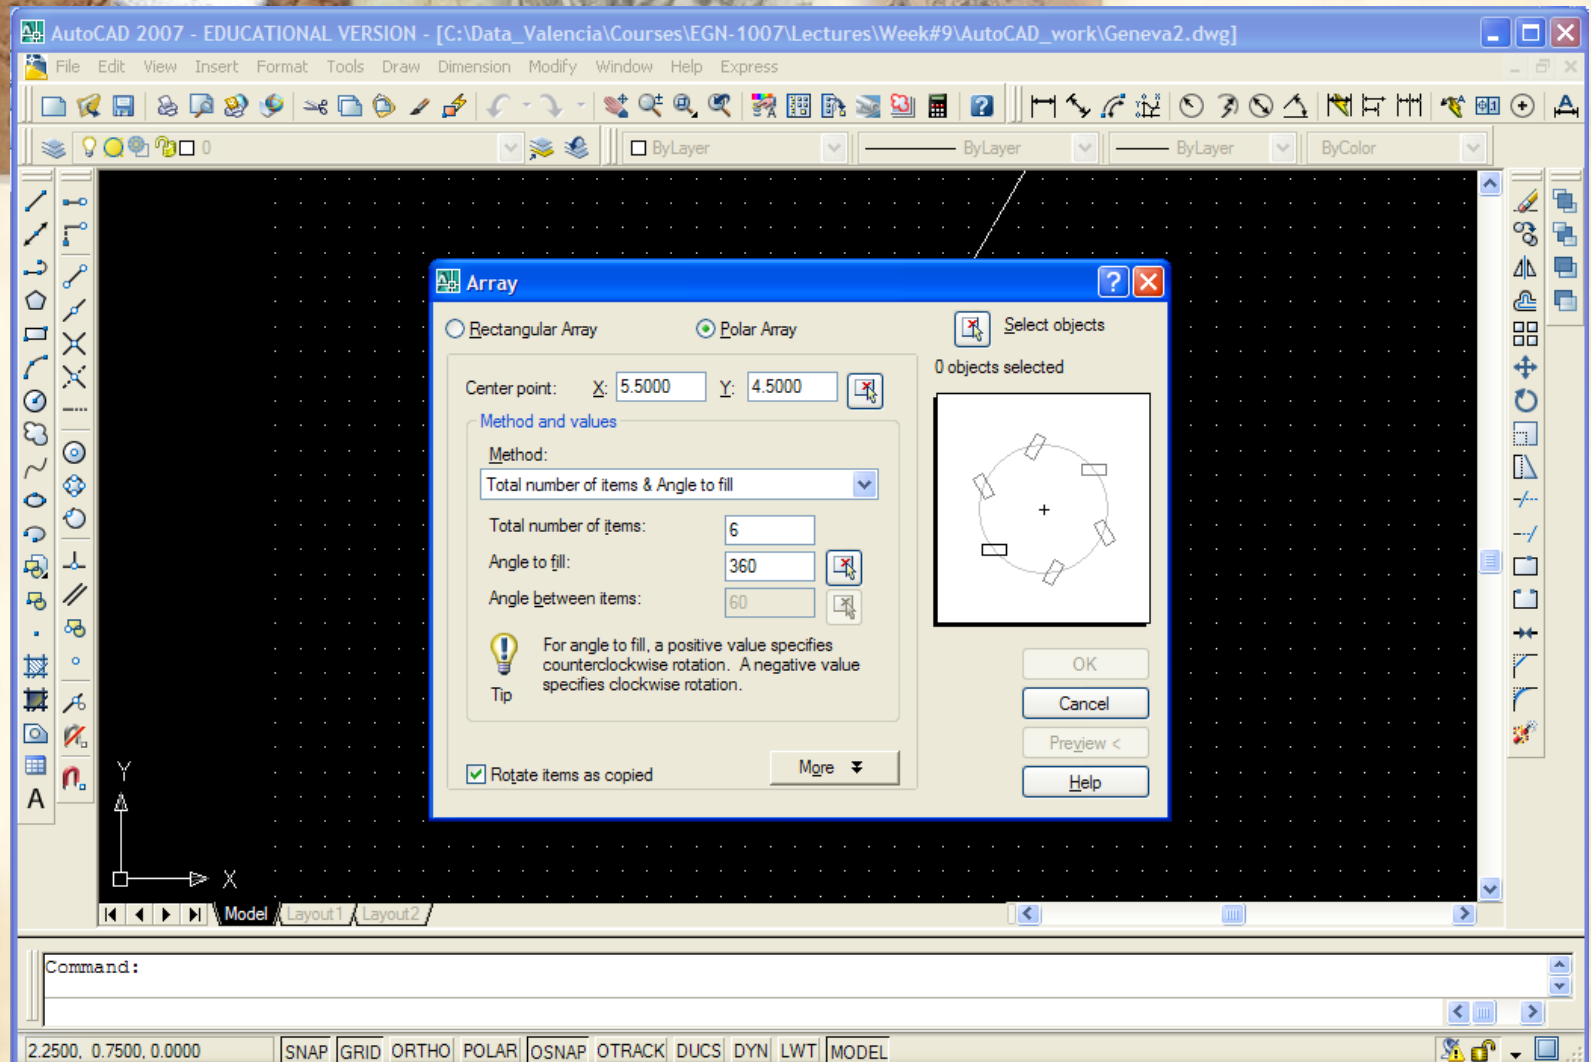 AutoCAD 2007 - EDUCATIONAL VERSION - [C:\Data_Valencia\Courses\EGN-1007\Lectures\Week#9\AutoCAD_work\Geneva2.dwg]
File Edit View Insert Format Tools Draw Dimension Modify Window Help Express
0 ByLayer ByLayer ByLayer ByColor
Array
Rectangular Array Polar Array Select objects
0 objects selected
Center point: X: 5.5000 Y: 4.5000
Method and values
Method:
Total number of items & Angle to fill
Total number of items: 6
Angle to fill: 360
Angle between items: 60
For angle to fill, a positive value specifies
counterclockwise rotation. A negative value
specifies clockwise rotation.
Tip
OK
Cancel
Preview <
Rotate items as copied More
Help
A
Y
X
Model Layout1 Layout2
Command:
2.2500, 0.7500, 0.0000 SNAP GRID ORTHO POLAR OSNAP OTRACK DUCS DYN LWT MODEL